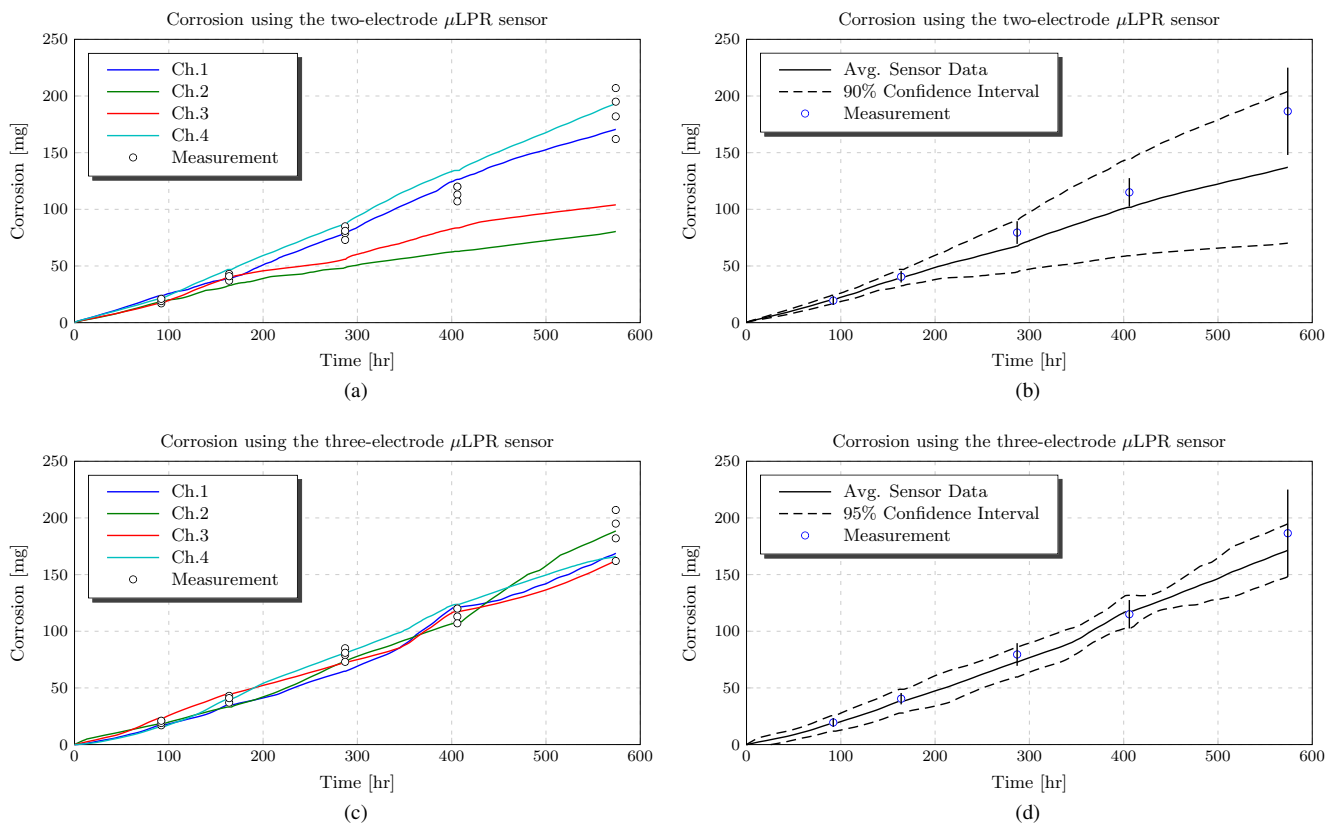 Corrosion using the two-electrode μLPR sensor
250
200
150
100
50
0
Corrosion [mg]
Ch.1
Ch.2
Ch.3
Ch.4
Measurement
0 100 200 300 400 500 600
Time [hr]
(a)
Corrosion using the two-electrode μLPR sensor
250
200
150
100
50
0
Corrosion [mg]
Avg. Sensor Data
90% Confidence Interval
Measurement
0 100 200 300 400 500 600
Time [hr]
(b)
Corrosion using the three-electrode μLPR sensor
250
200
150
100
50
0
Corrosion [mg]
Ch.1
Ch.2
Ch.3
Ch.4
Measurement
0 100 200 300 400 500 600
Time [hr]
(c)
Corrosion using the three-electrode μLPR sensor
250
200
150
100
50
0
Corrosion [mg]
Avg. Sensor Data
95% Confidence Interval
Measurement
0 100 200 300 400 500 600
Time [hr]
(d)